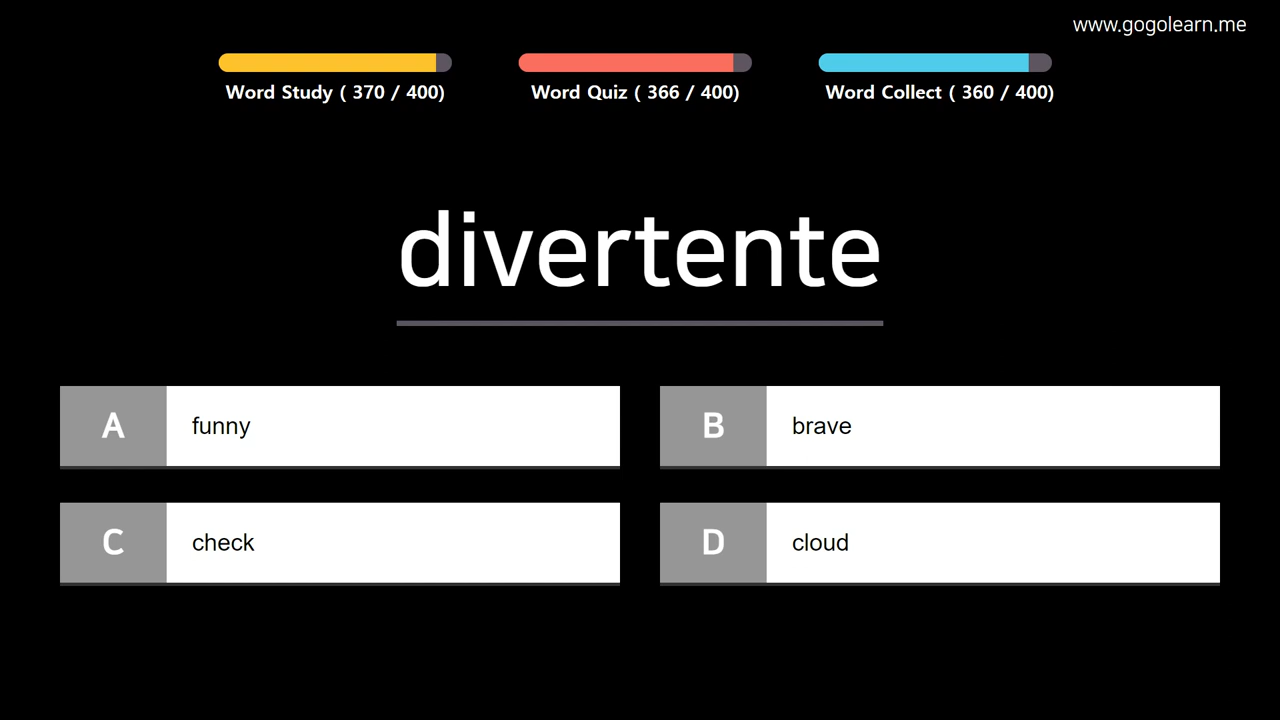 www.gogolearn.me
Word Study ( 370 / 400)
Word Quiz ( 366 / 400)
Word Collect ( 360 / 400)
divertente
A funny
B brave
C check
D cloud